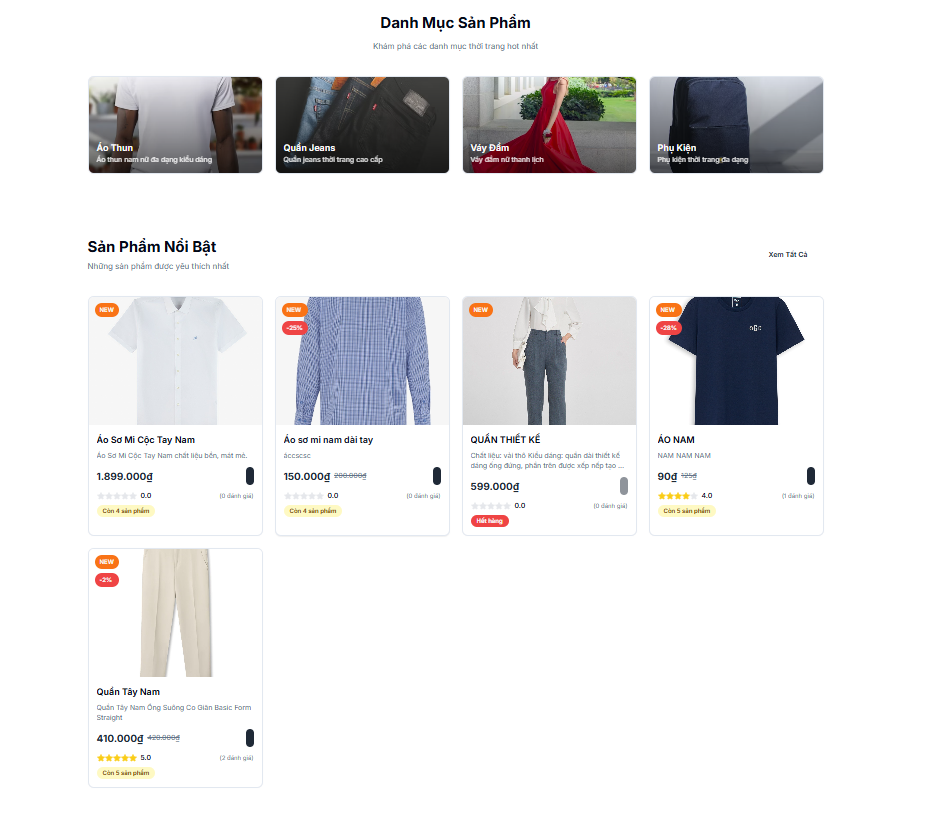 Danh Mục Sản Phẩm
Khám phá các danh mục thời trang hot nhất
Áo Thun
Áo thun nam nữ đa dạng kiểu dáng
Quần Jeans
Quần jeans thời trang cao cấp
Váy Đầm
Váy đầm nữ thanh lịch
Phụ Kiện
Phụ kiện thời trang đa dạng
Sản Phẩm Nổi Bật
Những sản phẩm được yêu thích nhất
Xem Tất Cả
NEW
Áo Sơ Mi Cộc Tay Nam
Áo Sơ Mi Cộc Tay Nam chất liệu bền, mát mẻ.
1.899.000₫
0.0
(0 đánh giá)
Còn 4 sản phẩm
NEW
-25%
Áo sơ mi nam dài tay
áccscsc
150.000₫ 200.000₫
0.0
(0 đánh giá)
Còn 4 sản phẩm
NEW
QUẦN THIẾT KẾ
Chất liệu: vải thô Kiểu dáng: quần dài thiết kế
dáng ống đứng, phần trên được xếp nếp tạo ...
599.000₫
0.0
(0 đánh giá)
Hết hàng
NEW
-28%
ÁO NAM
NAM NAM NAM
90₫ 125₫
4.0
(1 đánh giá)
Còn 5 sản phẩm
NEW
-2%
Quần Tây Nam
Quần Tây Nam Ống Suông Co Giãn Basic Form
Straight
410.000₫ 420.000₫
5.0
(2 đánh giá)
Còn 5 sản phẩm